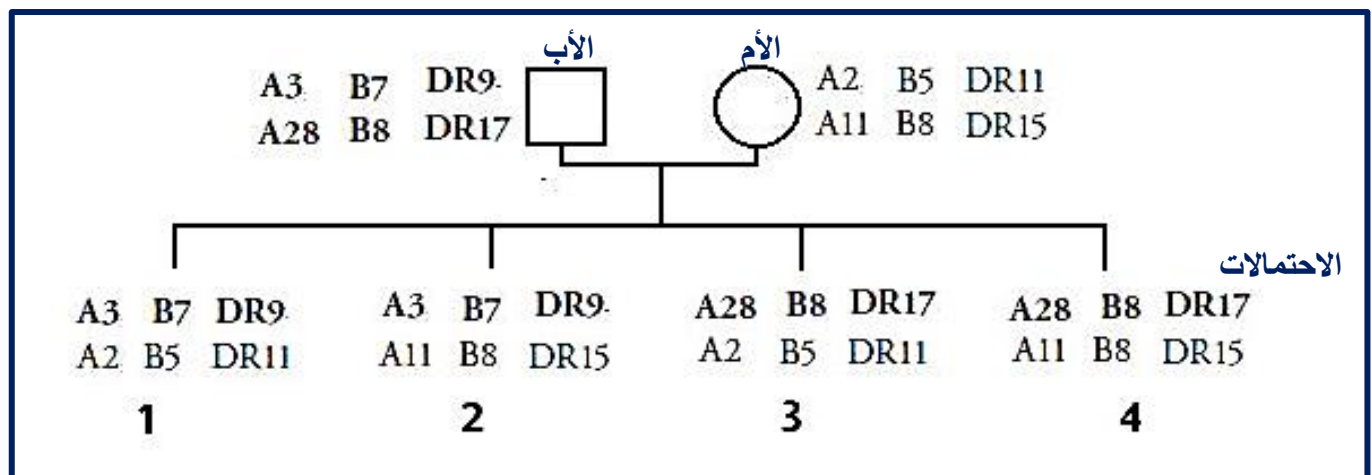 الأب الأم
A3 B7 DR9 A2 B5 DR11
A28 B8 DR17 A11 B8 DR15
الاحتمالات
A3 B7 DR9 A3 B7 DR9 A28 B8 DR17 A28 B8 DR17
A2 B5 DR11 A11 B8 DR15 A2 B5 DR11 A11 B8 DR15
1 2 3 4